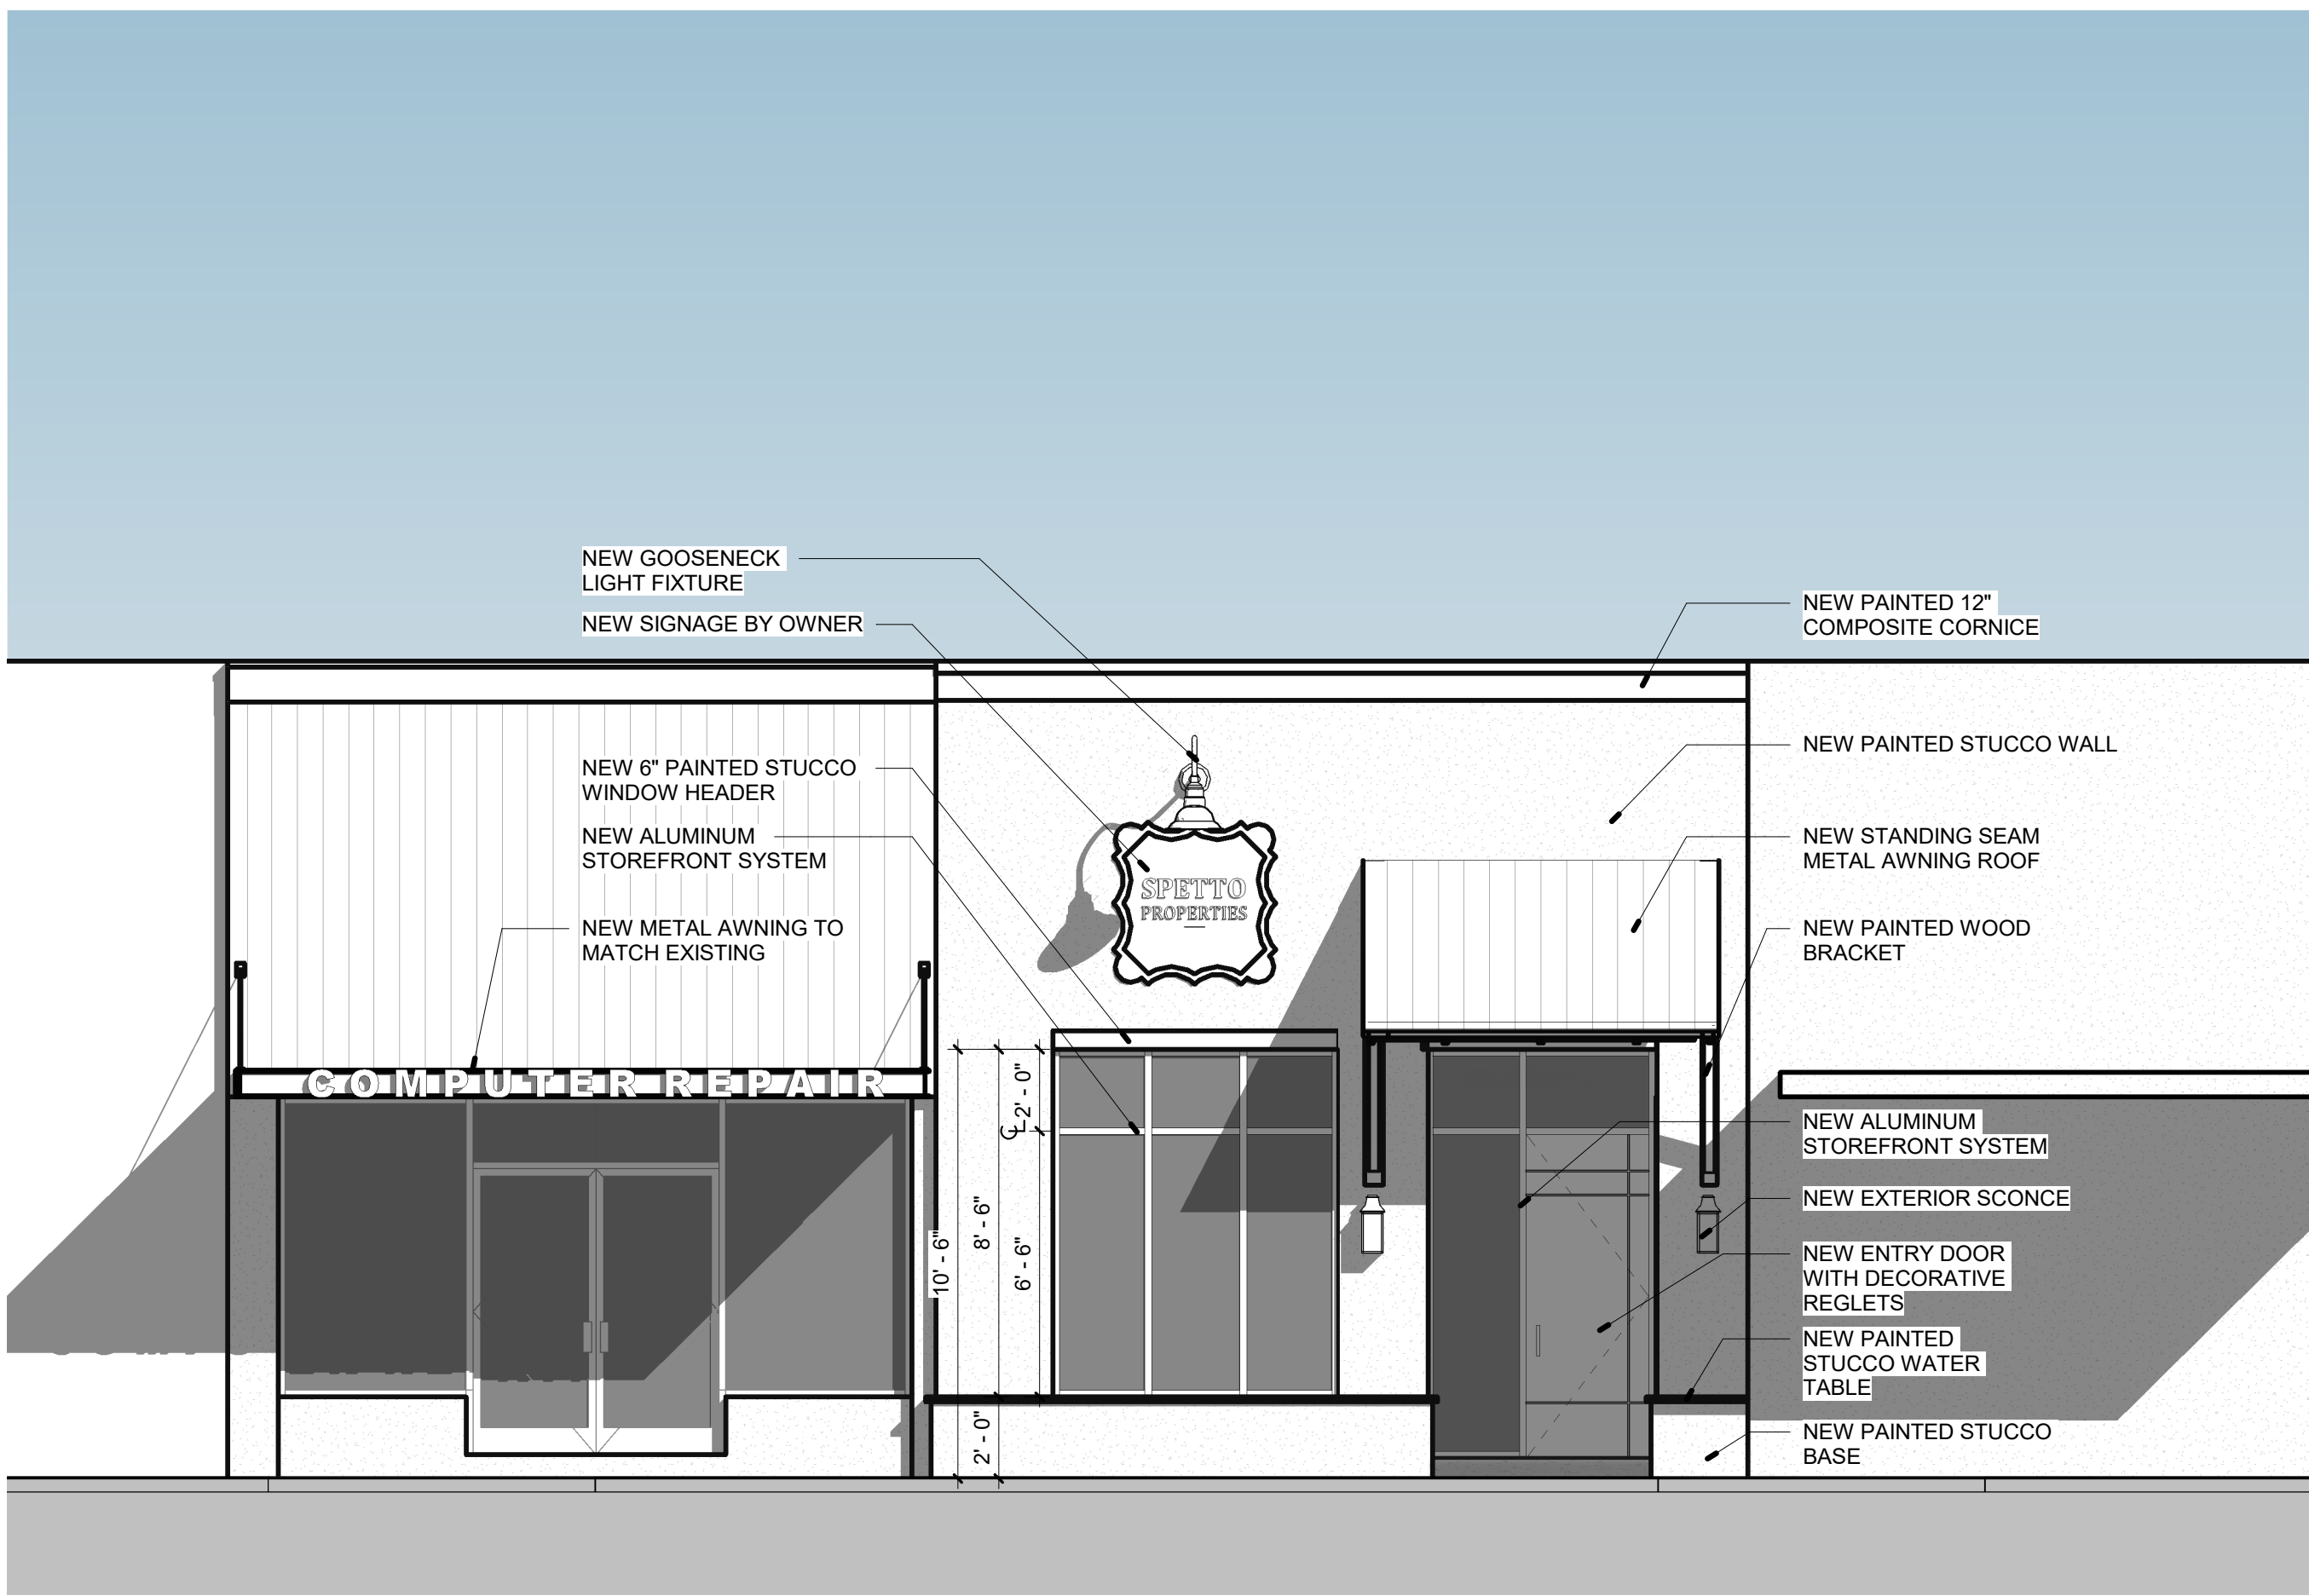 NEW GOOSENECK
LIGHT FIXTURE
NEW SIGNAGE BY OWNER
NEW 6" PAINTED STUCCO
WINDOW HEADER
NEW ALUMINUM
STOREFRONT SYSTEM
NEW METAL AWNING TO
MATCH EXISTING
COMPUTER REPAIR
SPETTO
PROPERTIES
10' - 6"
8' - 6"
2' - 0"
CL 2' - 0"
6' - 6"
NEW PAINTED 12"
COMPOSITE CORNICE
NEW PAINTED STUCCO WALL
NEW STANDING SEAM
METAL AWNING ROOF
NEW PAINTED WOOD
BRACKET
NEW ALUMINUM
STOREFRONT SYSTEM
NEW EXTERIOR SCONCE
NEW ENTRY DOOR
WITH DECORATIVE
REGLETS
NEW PAINTED
STUCCO WATER
TABLE
NEW PAINTED STUCCO
BASE